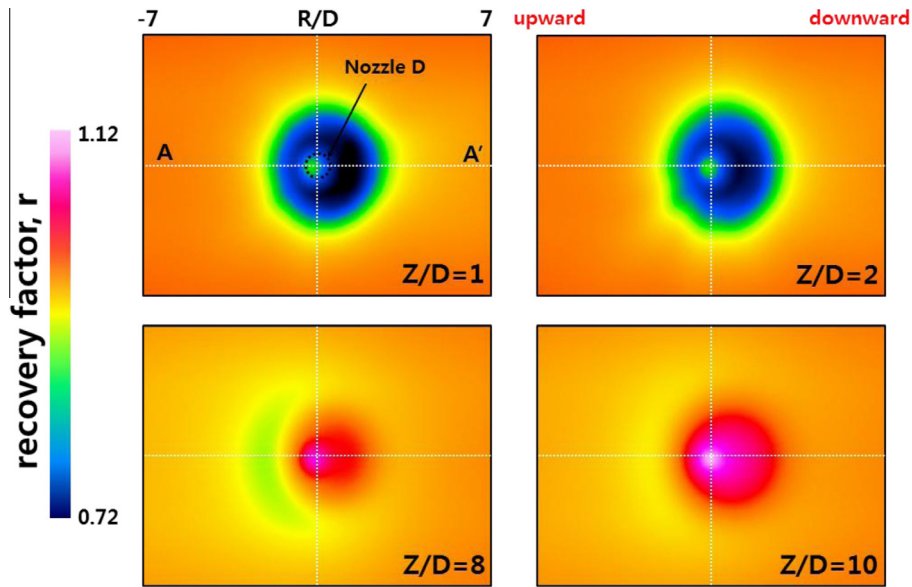 -7 R/D 7 upward downward
Nozzle D
1.12
A A'
recovery factor, r
Z/D=1 Z/D=2
0.72
Z/D=8 Z/D=10